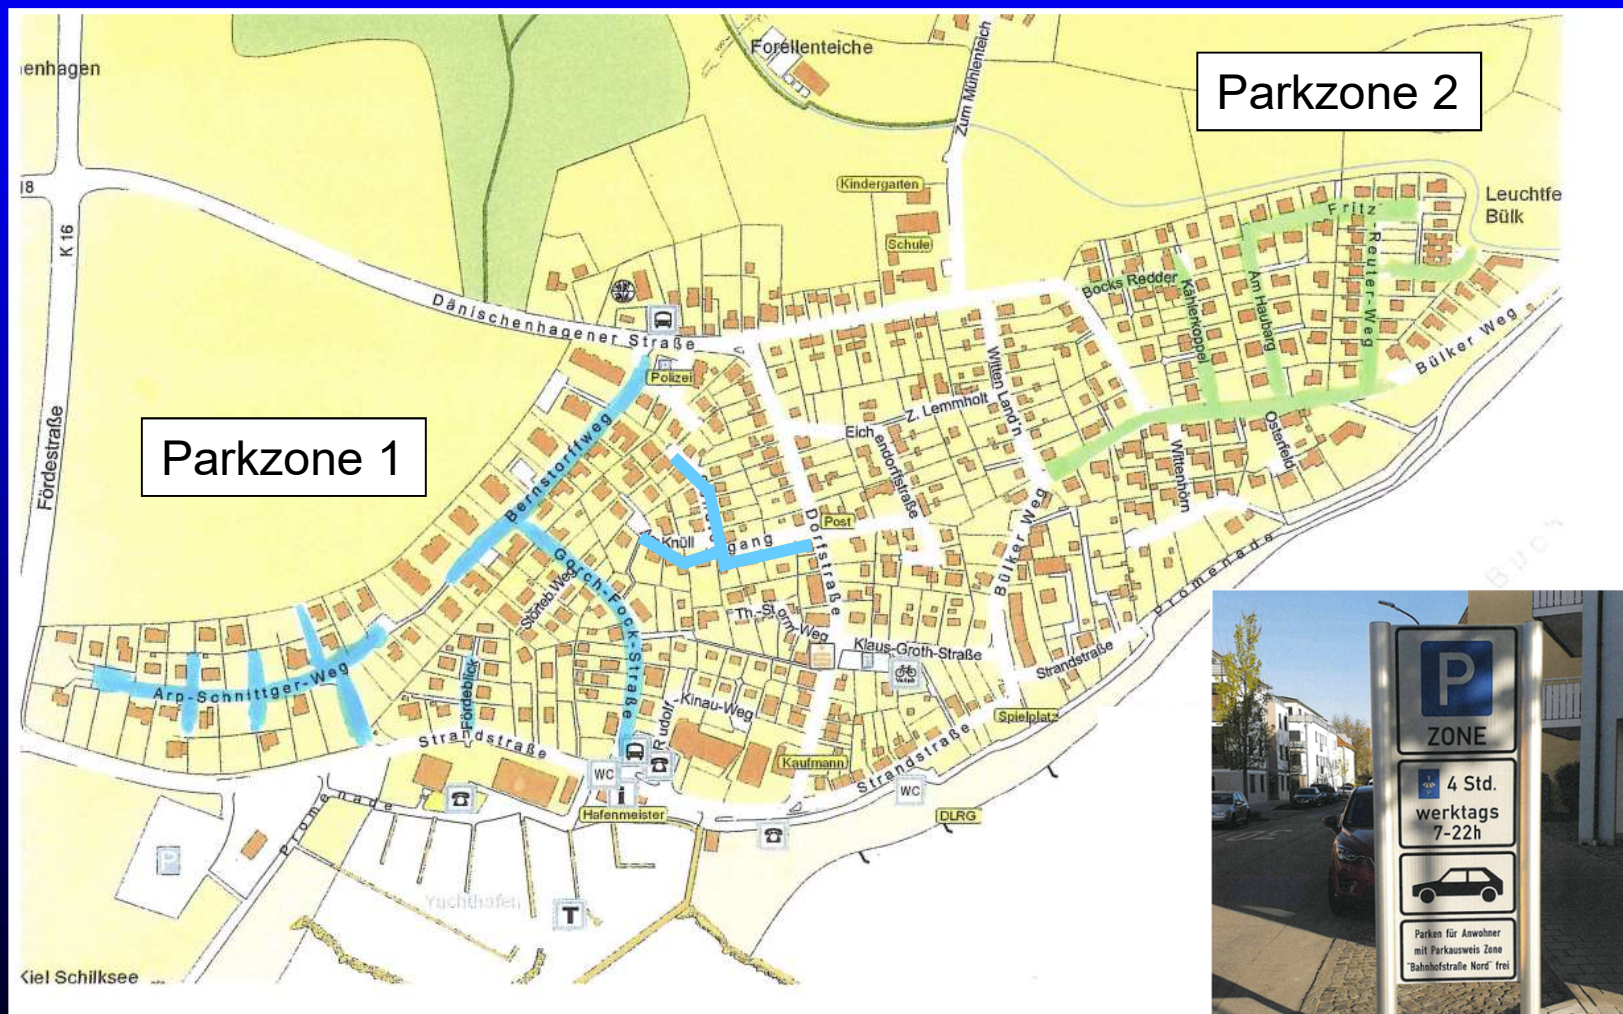 Parkzone 2
Parkzone 1
enhagen
Forellenteiche
Zum Mühlenteich
Kindergarten
Schule
Leuchtfe
Bülk
K 16
Fördestraße
Dänischenhagener Straße
Polizei
Bocks Redder
Kählerkoppel
Am Haubarg
Fritz-Reuter-Weg
Bülker Weg
Witten Land'n
Z. Lemmholt
Eichendorffstraße
Wittenhörn
Osterfeld
Bernstorffweg
Gorch-Fock-Straße
Störteb.Weg
Knüll
Post
Dorfstraße
Bülker Weg
Promenade
Th.-Storm-Weg
Klaus-Groth-Straße
Strandstraße
Arp-Schnittger-Weg
Fördeblick
Strandstraße
Rudolf-Kinau-Weg
Spielplatz
Kaufmann
Strandstraße
WC
WC
i
Hafenmeister
DLRG
Promenade
P
Yachthafen
T
Kiel Schilksee
P
ZONE
4 Std.
werktags
7-22h
Parken für Anwohner
mit Parkausweis Zone
"Bahnhofstraße Nord" frei